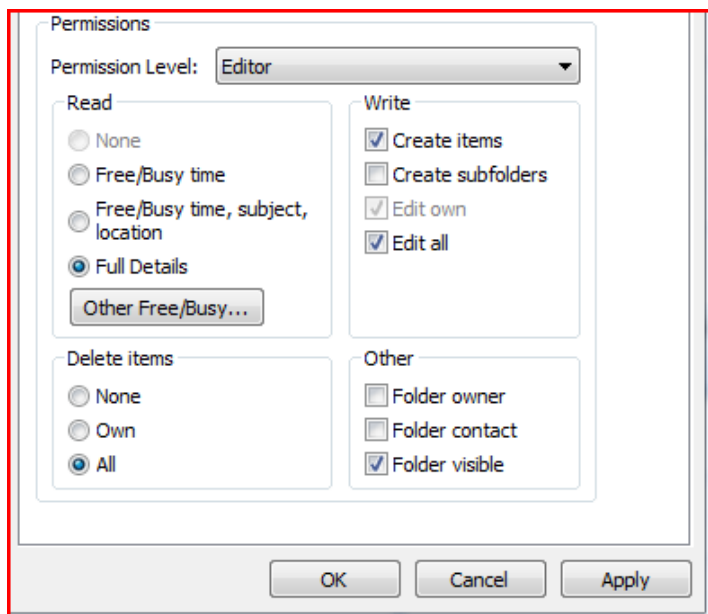 Permissions
Permission Level: Editor
Read
None
Free/Busy time
Free/Busy time, subject,
location
Full Details
Other Free/Busy...
Write
Create items
Create subfolders
Edit own
Edit all
Delete items
None
Own
All
Other
Folder owner
Folder contact
Folder visible
OK
Cancel
Apply